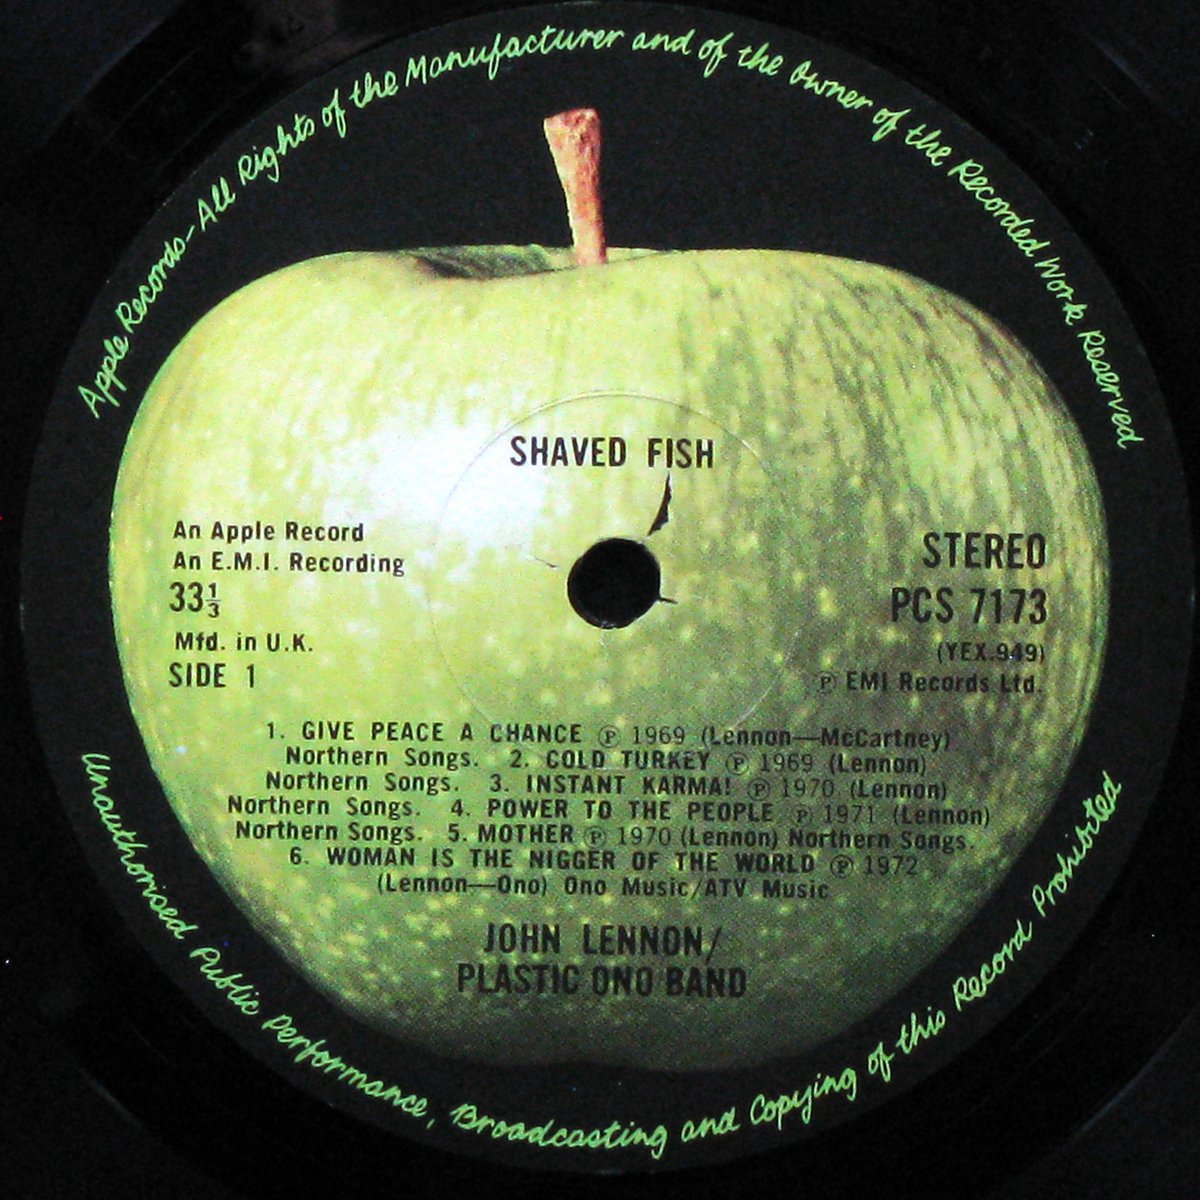 Apple Records-All Rights of the Manufacturer and of the Owner of the Recorded Work Reserved
SHAVED FISH
An Apple Record
An E.M.I. Recording
33⅓
Mfd. in U.K.
SIDE 1
STEREO
PCS 7173
(YEX.949)
℗ EMI Records Ltd.
1. GIVE PEACE A CHANCE ℗ 1969 (Lennon—McCartney)
Northern Songs. 2. COLD TURKEY ℗ 1969 (Lennon)
Northern Songs. 3. INSTANT KARMA! ℗ 1970 (Lennon)
Northern Songs. 4. POWER TO THE PEOPLE ℗ 1971 (Lennon)
Northern Songs. 5. MOTHER ℗ 1970 (Lennon) Northern Songs.
6. WOMAN IS THE NIGGER OF THE WORLD ℗ 1972
(Lennon—Ono) Ono Music/ATV Music
JOHN LENNON/
PLASTIC ONO BAND
Unauthorised Public Performance, Broadcasting and Copying of this Record Prohibited